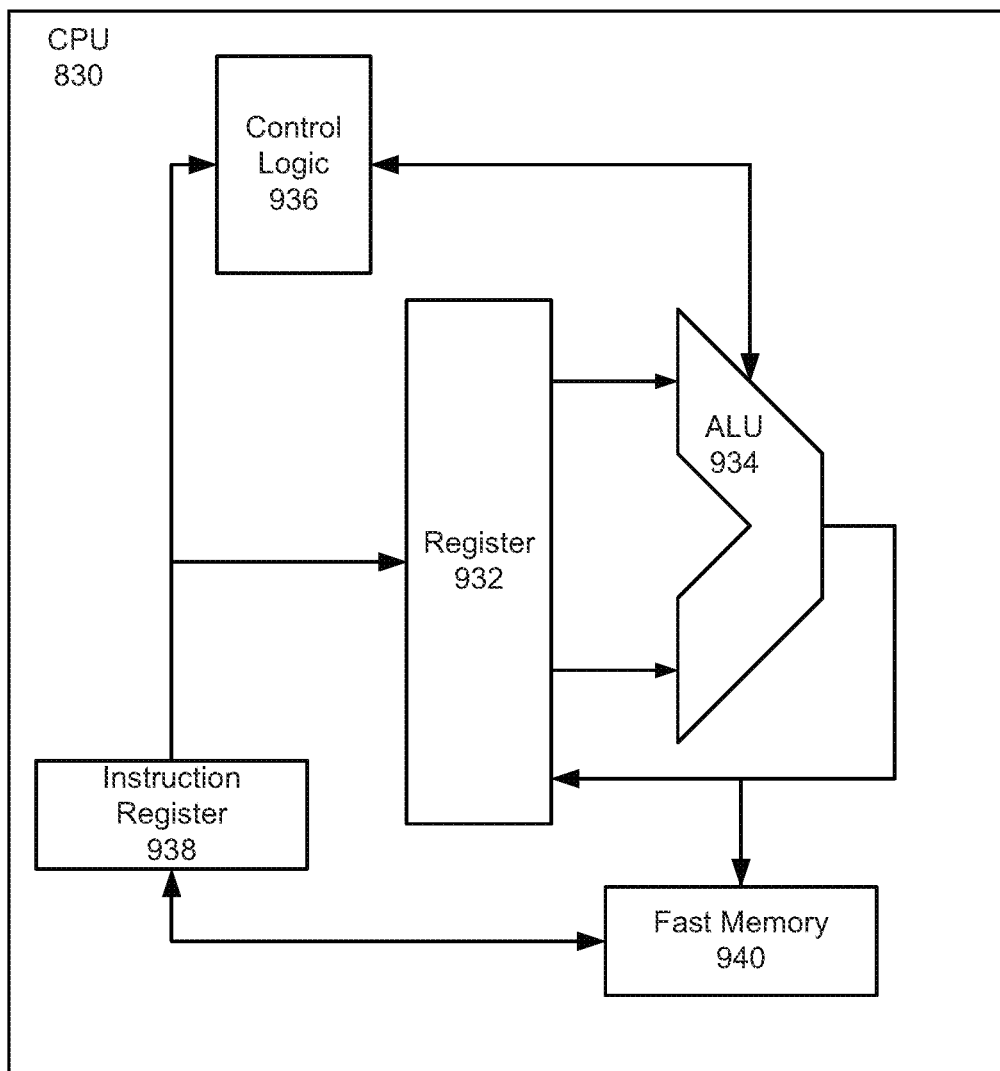 CPU
830
Control
Logic
936
ALU
934
Register
932
Instruction
Register
938
Fast Memory
940